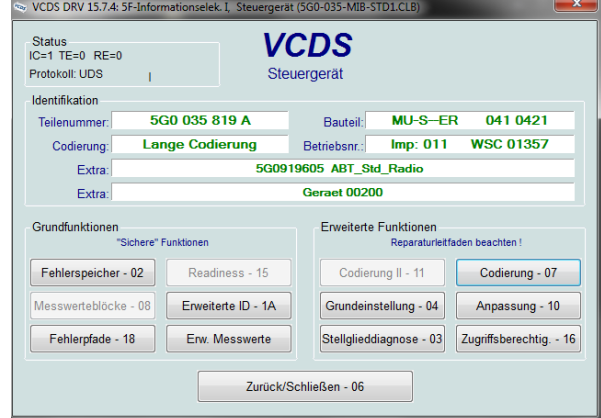 VCDS DRV 15.7.4: 5F-Informationselek. I, Steuergerät (5G0-035-MIB-STD1.CLB)
Status
IC=1 TE=0 RE=0
Protokoll: UDS |
VCDS
Steuergerät
Identifikation
Teilenummer: 5G0 035 819 A Bauteil: MU-S---ER 041 0421
Codierung: Lange Codierung Betriebsnr.: Imp: 011 WSC 01357
Extra: 5G0919605 ABT_Std_Radio
Extra: Geraet 00200
Grundfunktionen
"Sichere" Funktionen
Fehlerspeicher - 02 Readiness - 15
Messwerteblöcke - 08 Erweiterte ID - 1A
Fehlerpfade - 18 Erw. Messwerte
Erweiterte Funktionen
Reparaturleitfaden beachten !
Codierung II - 11 Codierung - 07
Grundeinstellung - 04 Anpassung - 10
Stellglieddiagnose - 03 Zugriffsberechtig. - 16
Zurück/Schließen - 06